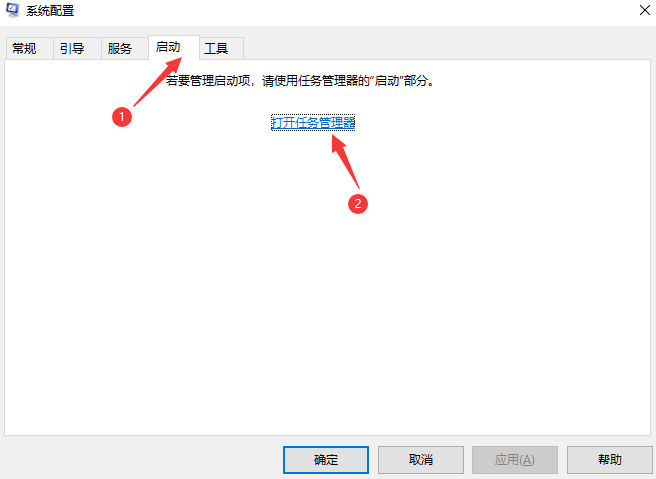 系统配置
常规 引导 服务 启动 工具
若要管理启动项，请使用任务管理器的“启动”部分。
1
打开任务管理器
2
确定 取消 应用(A) 帮助